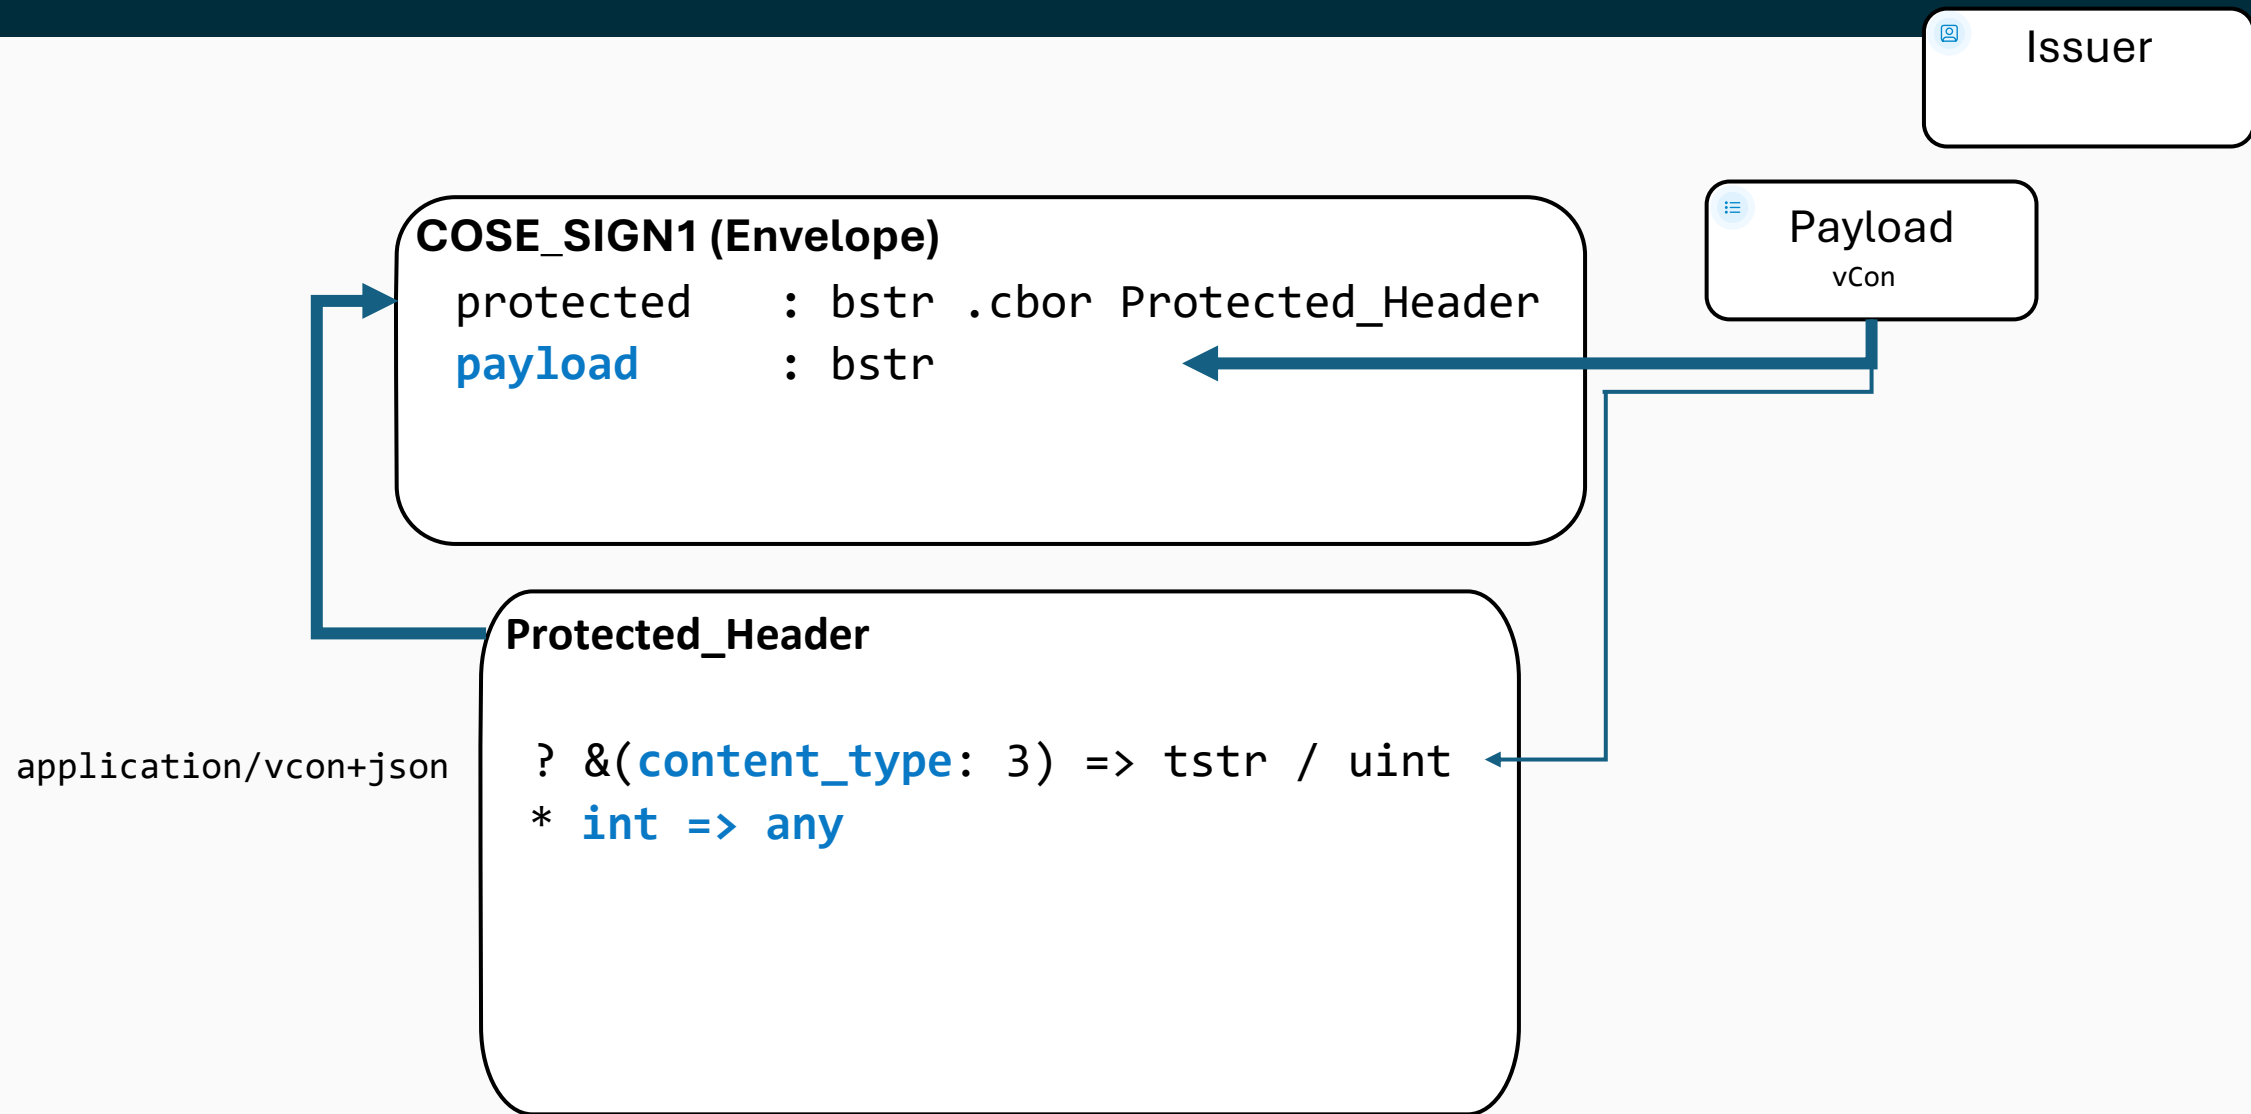 Issuer
Payload
vCon
COSE_SIGN1 (Envelope)
protected : bstr .cbor Protected_Header
payload : bstr
Protected_Header
application/vcon+json
? &(content_type: 3) => tstr / uint
* int => any